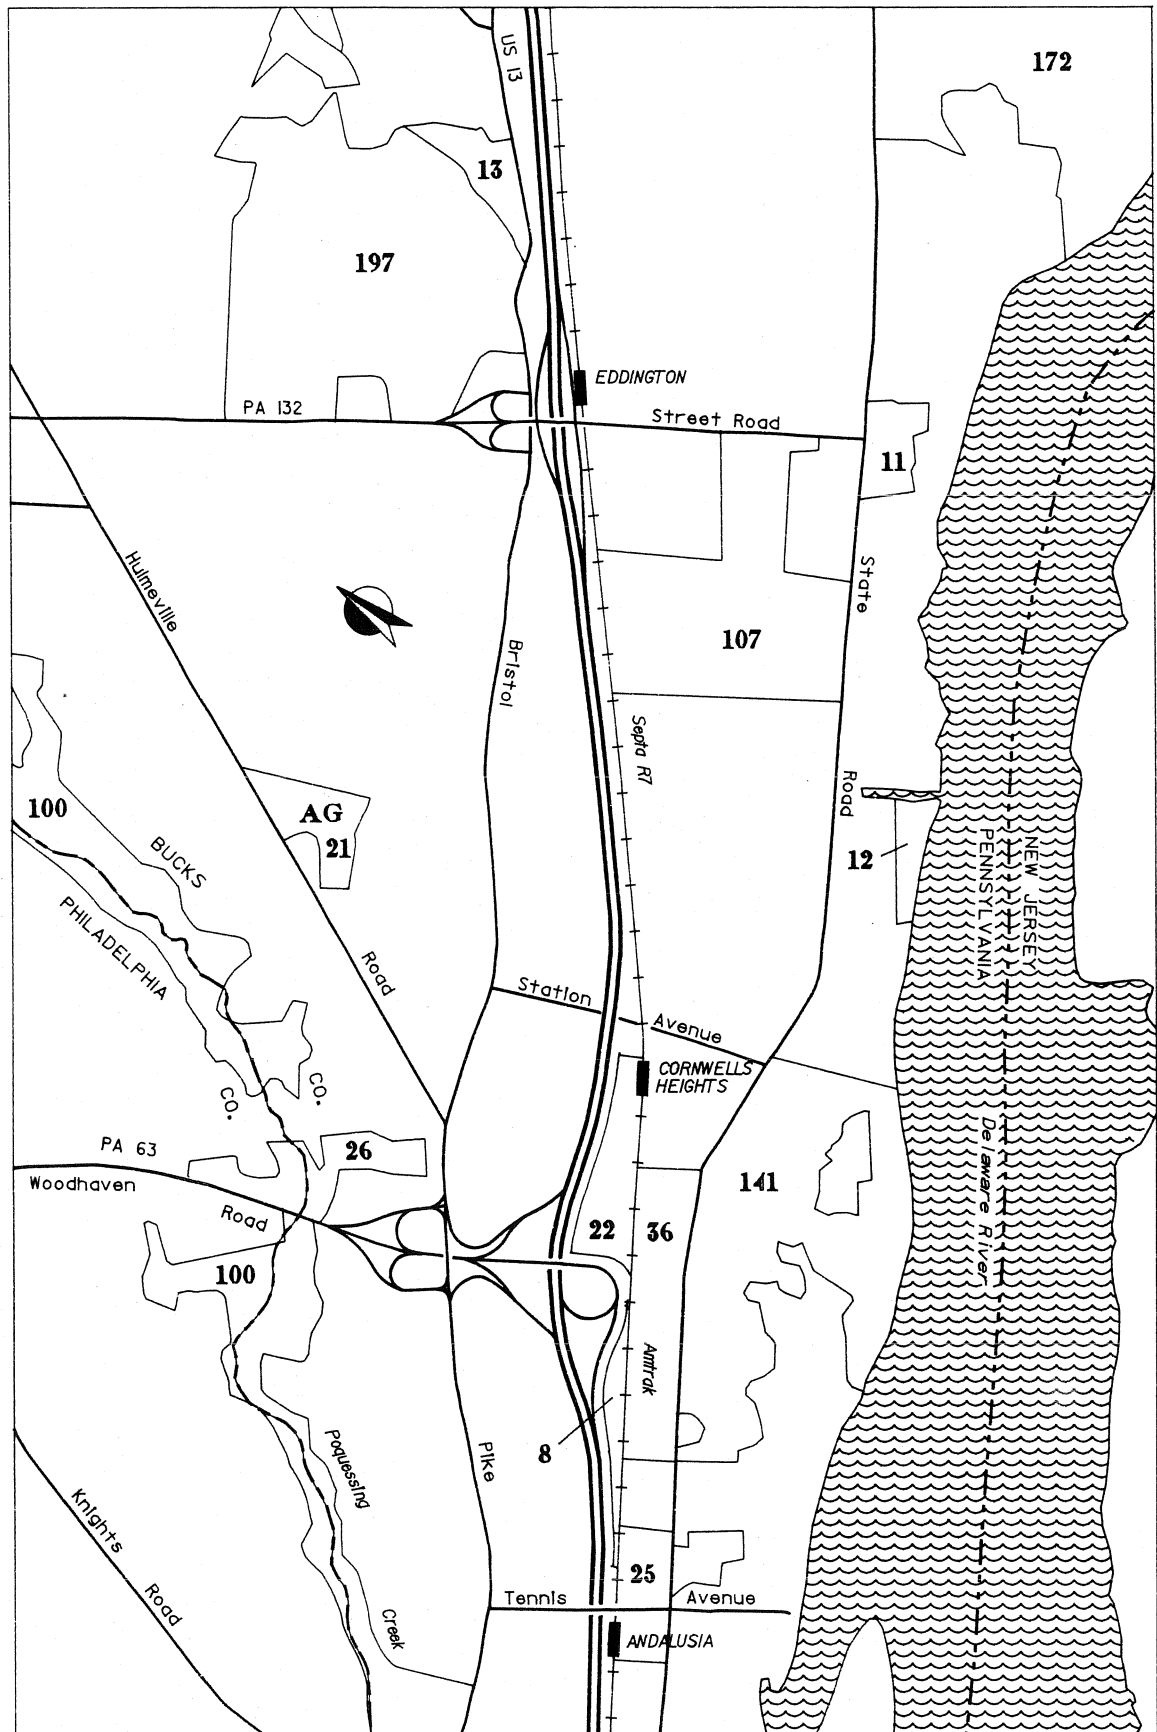 US 13
172
13
197
EDDINGTON
PA 132
Street Road
11
Hulmeville
State
107
Bristol
Septa R7
Road
100
AG
21
BUCKS
12
NEW JERSEY
PENNSYLVANIA
PHILADELPHIA
Road
Station
Avenue
CORNWELLS
HEIGHTS
CO.
CO.
PA 63
26
Woodhaven
Road
141
22
36
Delaware River
100
Amtrak
8
Pike
Poquessing
Knights
25
Road
Tennis
Avenue
Creek
ANDALUSIA